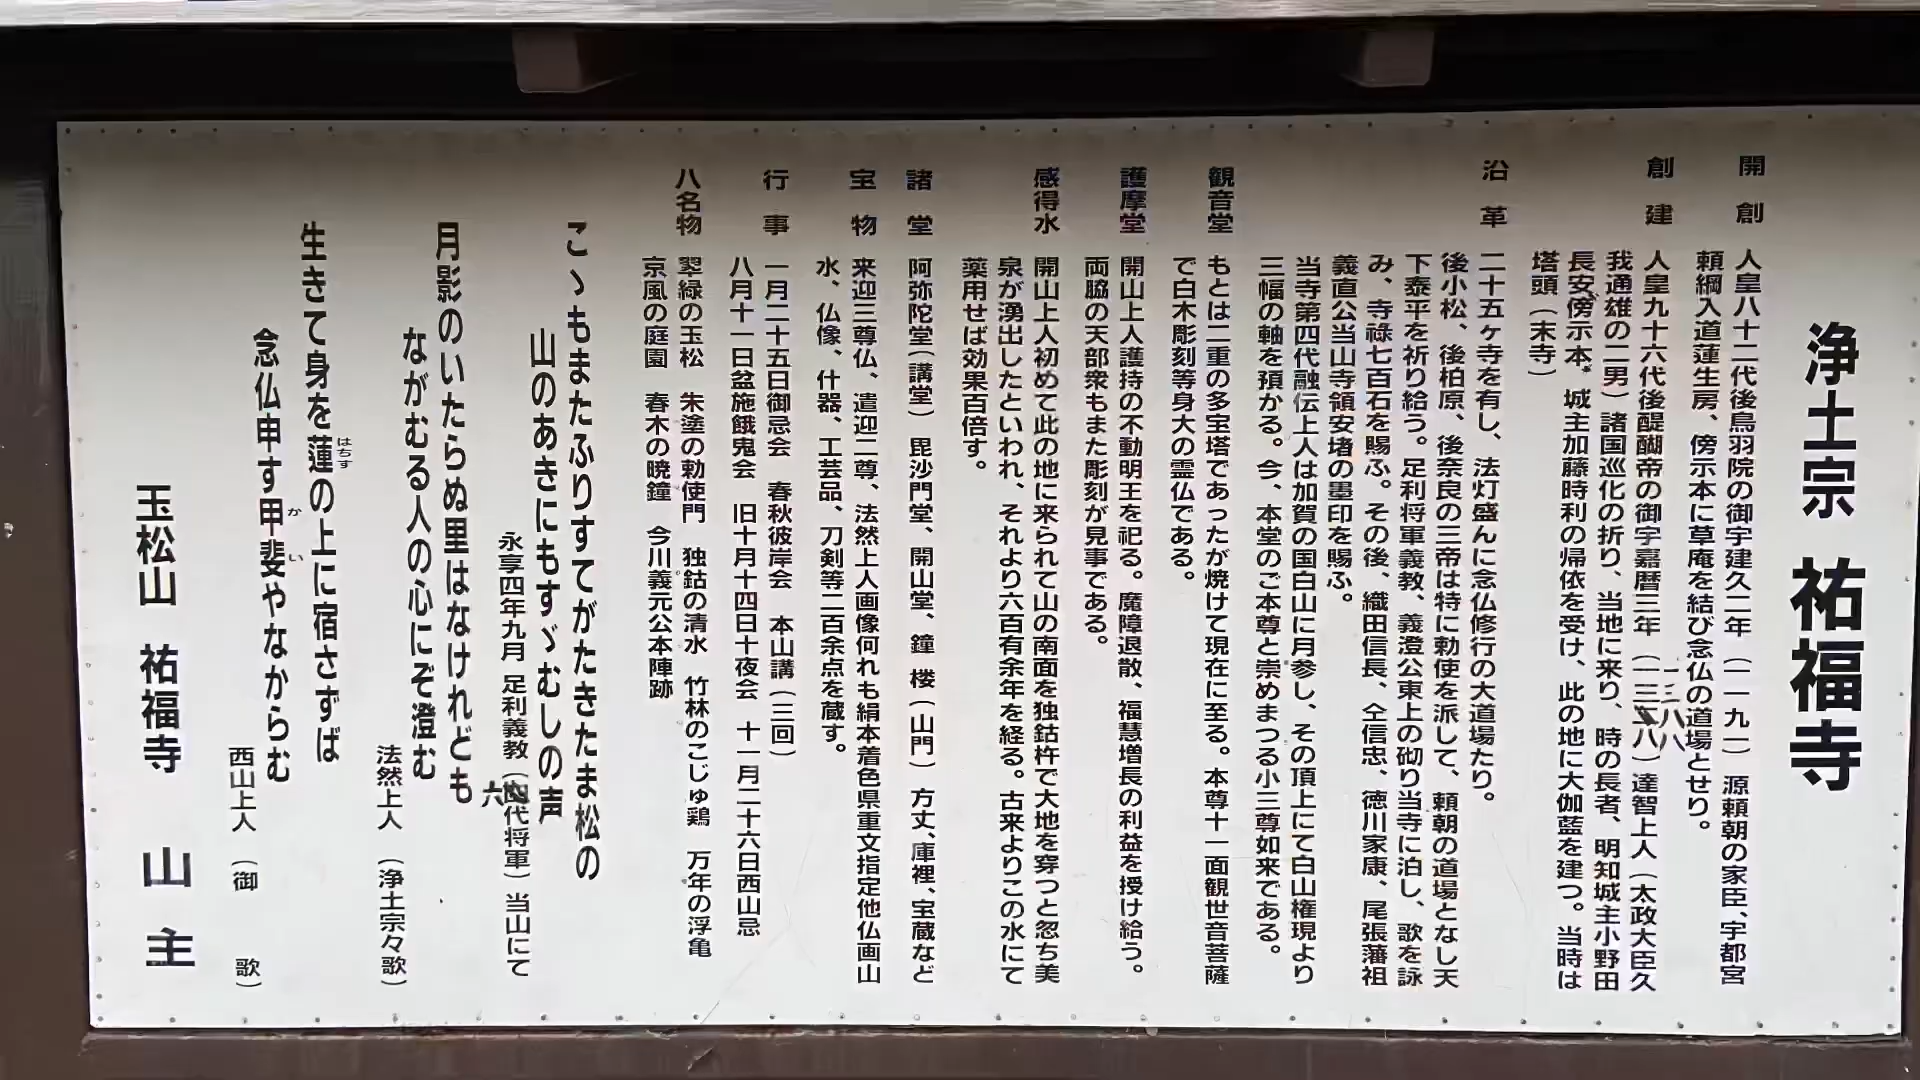 浄土宗 祐福寺
開創 人皇八十二代後鳥羽院の御宇建久二年（一一九一）源頼朝の家臣、宇都宮
頼綱入道蓮生房、傍示本に草庵を結び念仏の道場とせり。
創建 人皇九十六代後醍醐帝の御宇嘉暦三年（一三二八）達智上人（太政大臣久
我通雄の二男）諸国巡化の折り、当地に来り、時の長者、明知城主小野田
長安傍示本、城主加藤時利の帰依を受け、此の地に大伽藍を建つ。当時は
塔頭（末寺）
沿革 二十五ヶ寺を有し、法灯盛んに念仏修行の大道場たり。
後小松、後柏原、後奈良の三帝は特に勅使を派して、頼朝の道場となし天
下泰平を祈り給う。足利将軍義教、義澄公東上の砌り当寺に泊し、歌を詠
み、寺祿七百石を賜ふ。その後、織田信長、仝信忠、徳川家康、尾張藩祖
義直公当山寺領安堵の墨印を賜ふ。
当寺第四代融伝上人は加賀の国白山に月参し、その頂上にて白山権現より
三幅の軸を預かる。今、本堂のご本尊と崇めまつる小三尊如来である。
観音堂 もとは二重の多宝塔であったが焼けて現在に至る。本尊十一面観世音菩薩
で白木彫刻等身大の霊仏である。
護摩堂 開山上人護持の不動明王を祀る。魔障退散、福慧増長の利益を授け給う。
両脇の天部衆もまた彫刻が見事である。
感得水 開山上人初めて此の地に来られて山の南面を独鈷杵で大地を穿つと忽ち美
泉が湧出したといわれ、それより六百有余年を経る。古来よりこの水にて
薬用せば効果百倍す。
諸堂 阿弥陀堂（講堂）毘沙門堂、開山堂、鐘楼（山門）方丈、庫裡、宝蔵など
宝物 来迎三尊仏、遣迎二尊、法然上人画像何れも絹本着色県重文指定他仏画山
水、仏像、什器、工芸品、刀剣等二百余点を蔵す。
行事 一月二十五日御忌会 春秋彼岸会 本山講（三回）
八月十一日盆施餓鬼会 旧十月十四日十夜会 十一月二十六日西山忌
八名物 翆緑の玉松 朱塗の勅使門 独鈷の清水 竹林のこじゅ鶏 万年の浮亀
京風の庭園 春木の暁鐘 今川義元公本陣跡
こゝもまたふりすてがたきたま松の
山のあきにもすゞむしの声
永享四年九月 足利義教（六代将軍）当山にて
月影のいたらぬ里はなけれども
ながむる人の心にぞ澄む
法然上人（浄土宗々歌）
生きて身を蓮の上に宿さずば
はちす
念仏申す甲斐やなからむ
かい
西山上人（御歌）
玉松山 祐福寺 山主